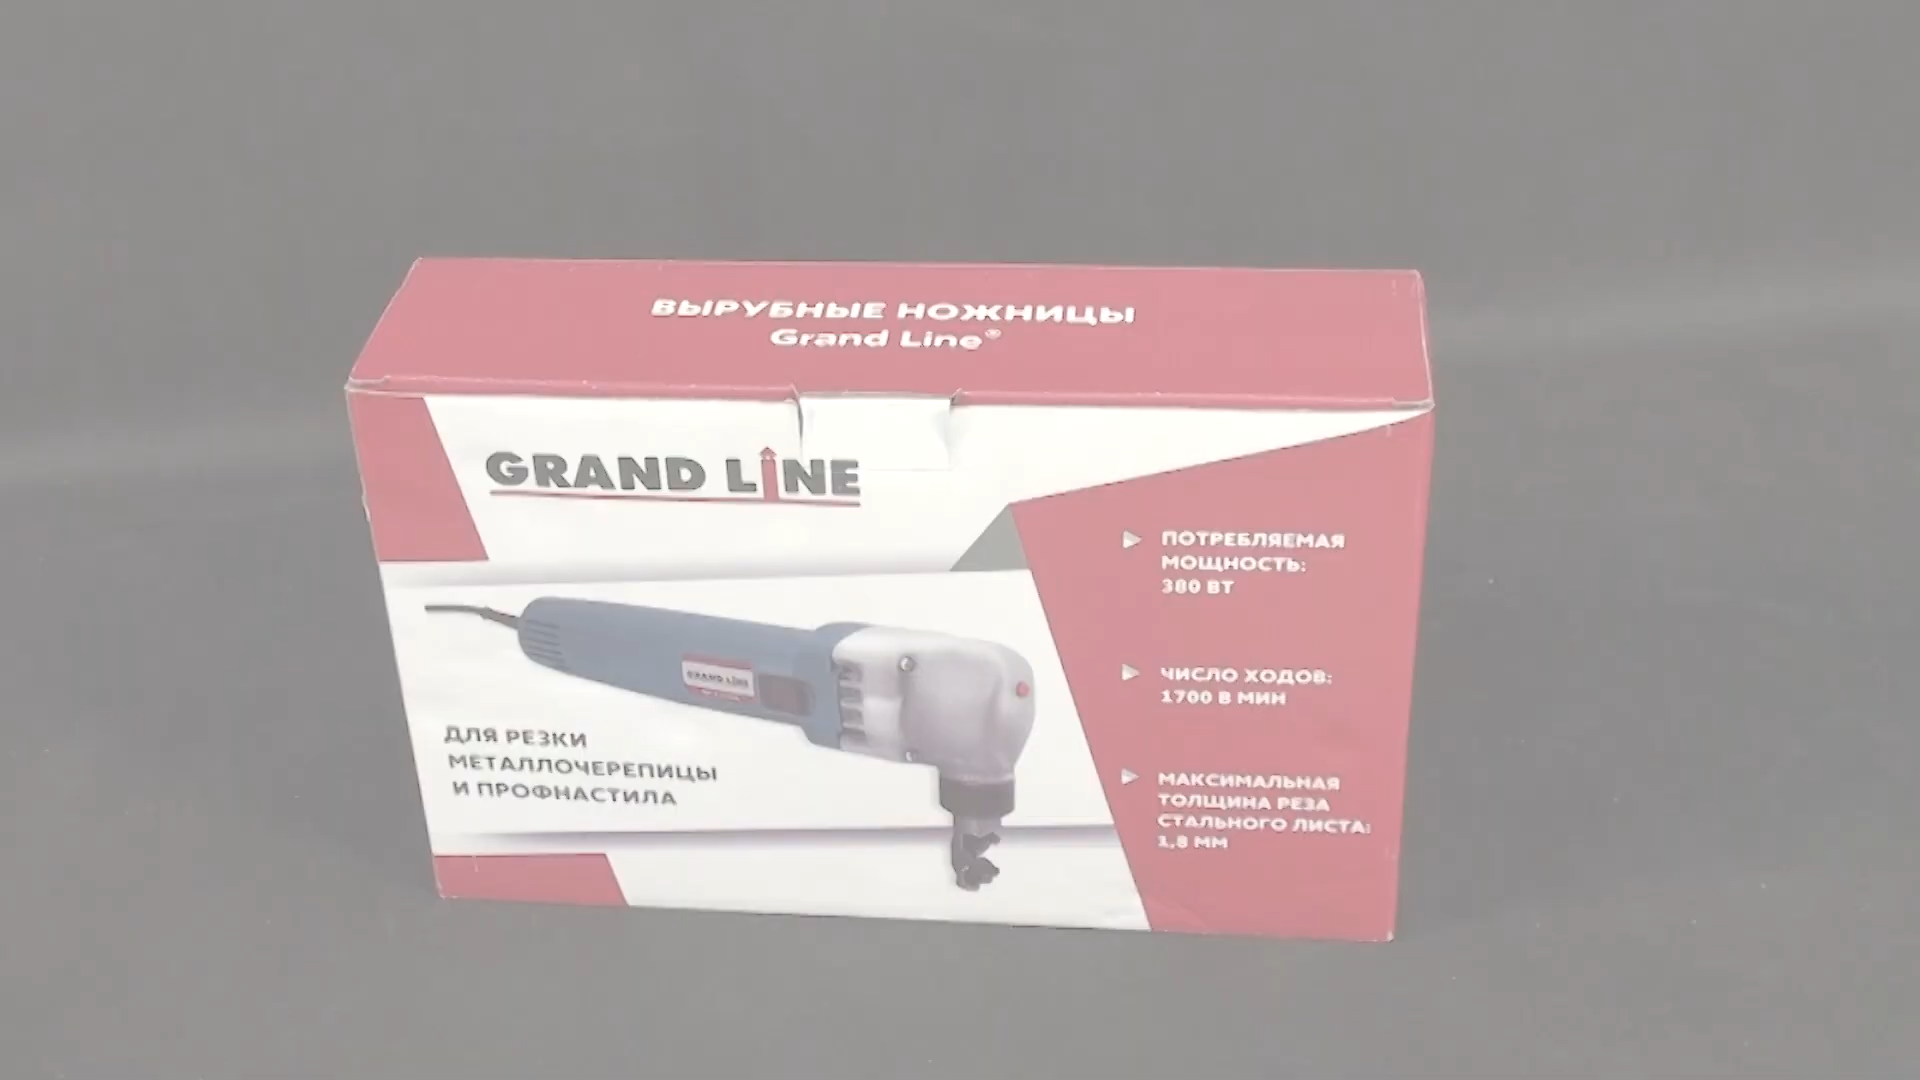 ВЫРУБНЫЕ НОЖНИЦЫ
Grand Line®
GRAND LINE
ПОТРЕБЛЯЕМАЯ
МОЩНОСТЬ:
380 ВТ
ЧИСЛО ХОДОВ:
1700 В МИН
МАКСИМАЛЬНАЯ
ТОЛЩИНА РЕЗА
СТАЛЬНОГО ЛИСТА:
1,8 ММ
GRAND LINE
ДЛЯ РЕЗКИ
МЕТАЛЛОЧЕРЕПИЦЫ
И ПРОФНАСТИЛА